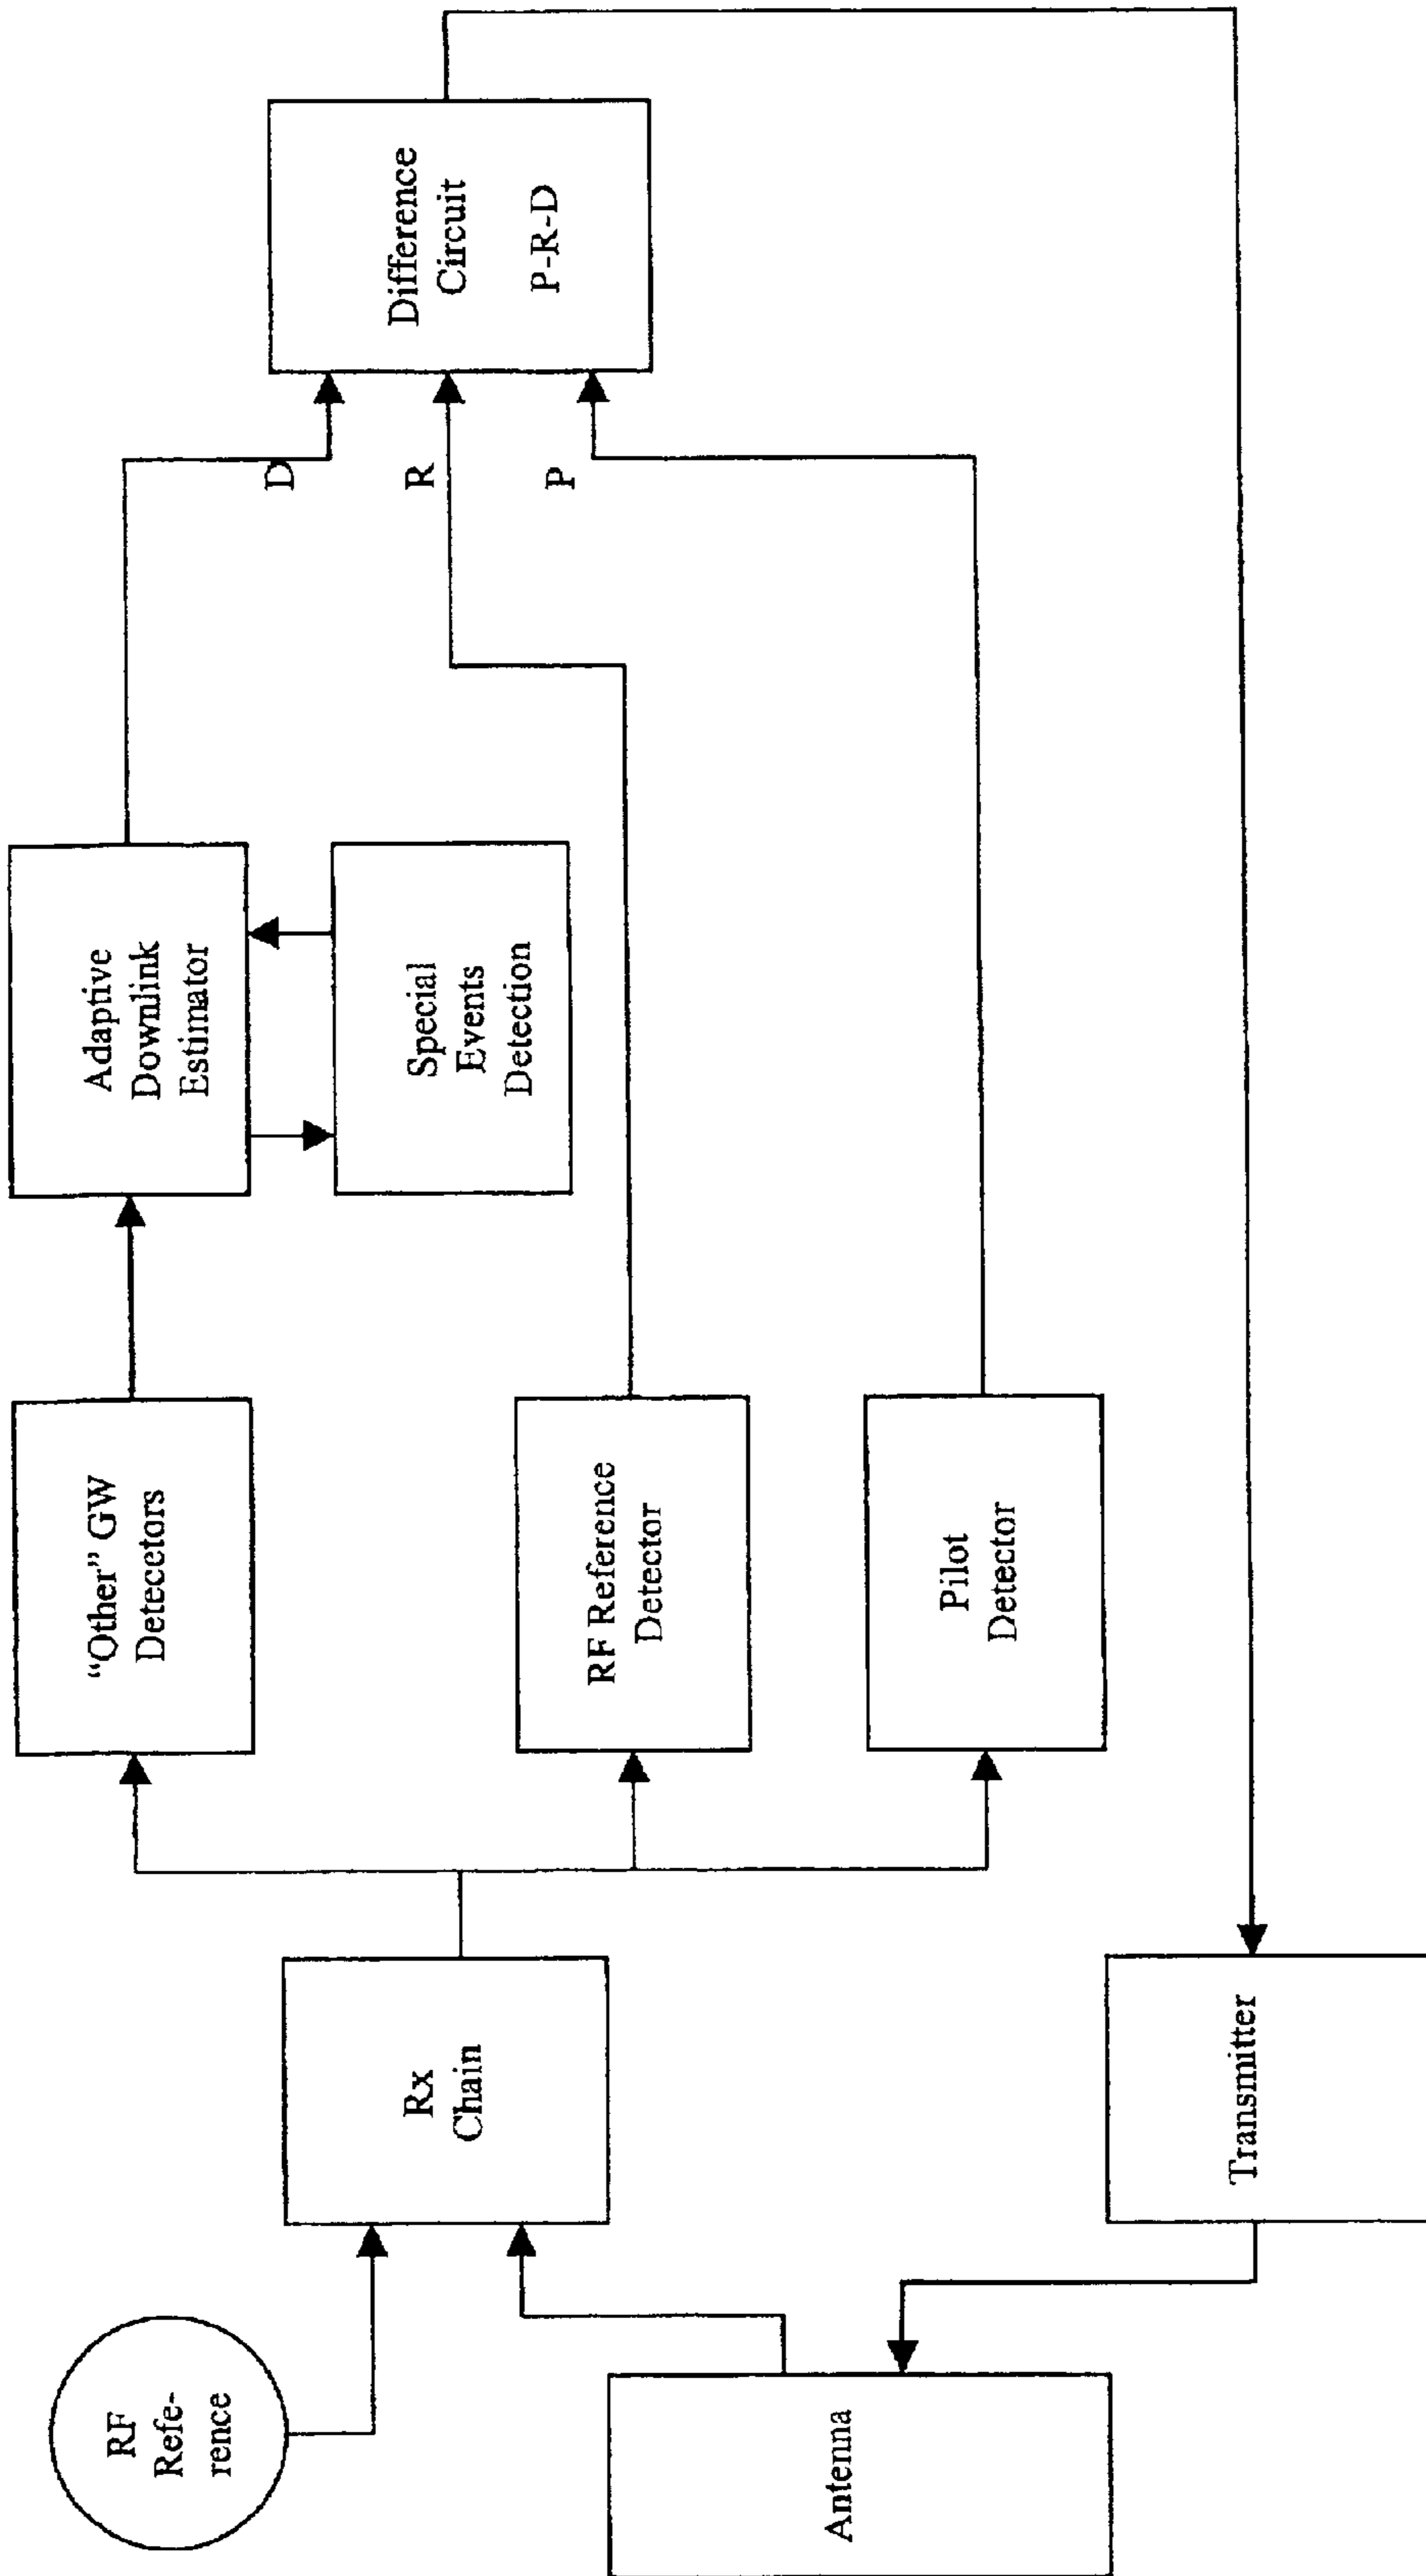 RF
Refe-
rence
Antenna
Rx
Chain
Transmitter
“Other” GW
Detecetors
RF Reference
Detector
Pilot
Detector
Adaptive
Downlink
Estimator
Special
Events
Detection
D
R
P
Difference
Circuit
P-R-D